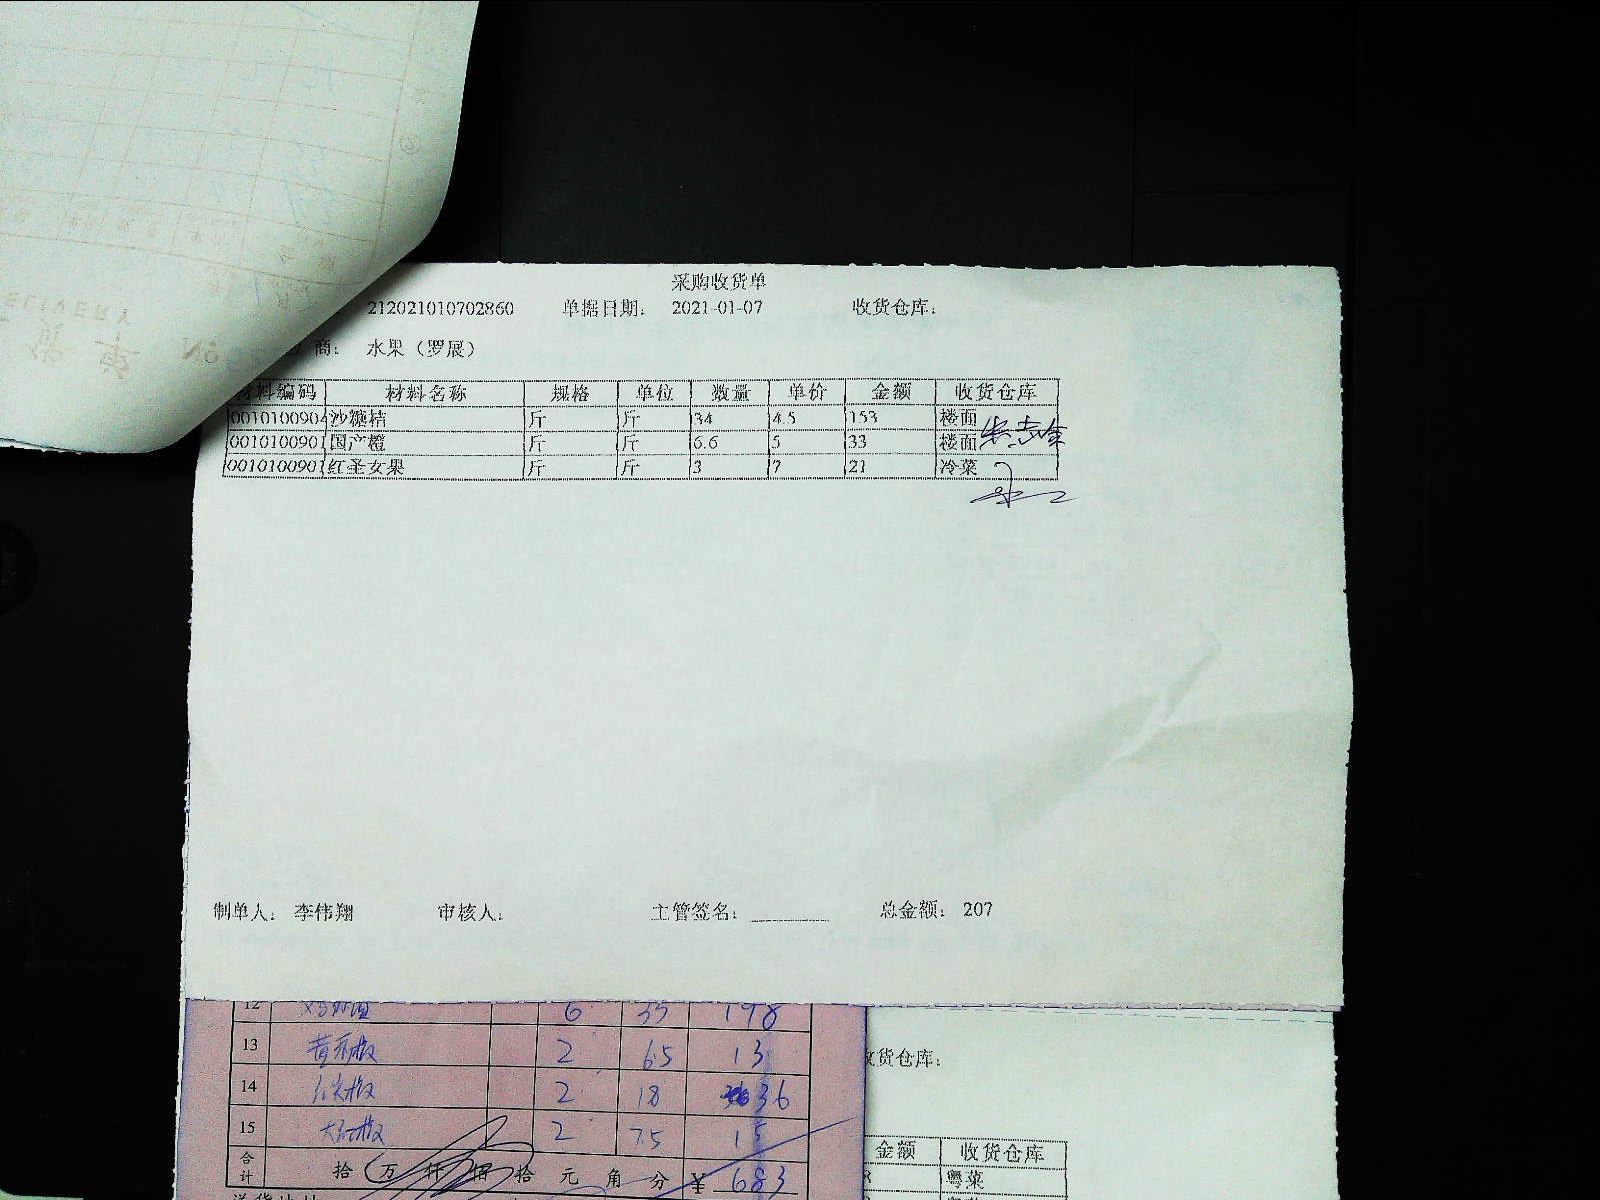 采购收货单
212021010702860 单据日期： 2021-01-07 收货仓库：
商： 水果（罗展）
材料编码 材料名称 规格 单位 数量 单价 金额 收货仓库
0010100904 沙糖桔 斤 斤 34 4.5 153 楼面
0010100901 国产橙 斤 斤 6.6 5 33 楼面
0010100901 红圣女果 斤 斤 3 7 21 冷菜
制单人： 李伟翔 审核人： 主管签名： 总金额： 207
12 6 33 198
13 黄彩椒 2 6.5 13
14 2 18 36
15 2 7.5 15
合计 拾 万 仟 佰 拾 元 角 分 ￥ 683
收货仓库：
金额 收货仓库
粤菜